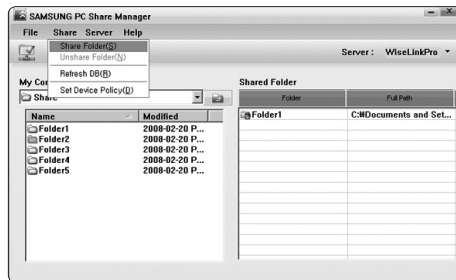 SAMSUNG PC Share Manager
File Share Server Help
Share Folder(S)
Unshare Folder(N)
Refresh DB(R)
Set Device Policy(D)
Server : WiseLinkPro
My Co
Share
Name Modified
Folder1 2008-02-20 P...
Folder2 2008-02-20 P...
Folder3 2008-02-20 P...
Folder4 2008-02-20 P...
Folder5 2008-02-20 P...
Shared Folder
Folder Full Path
Folder1 C:₩Documents and Set...